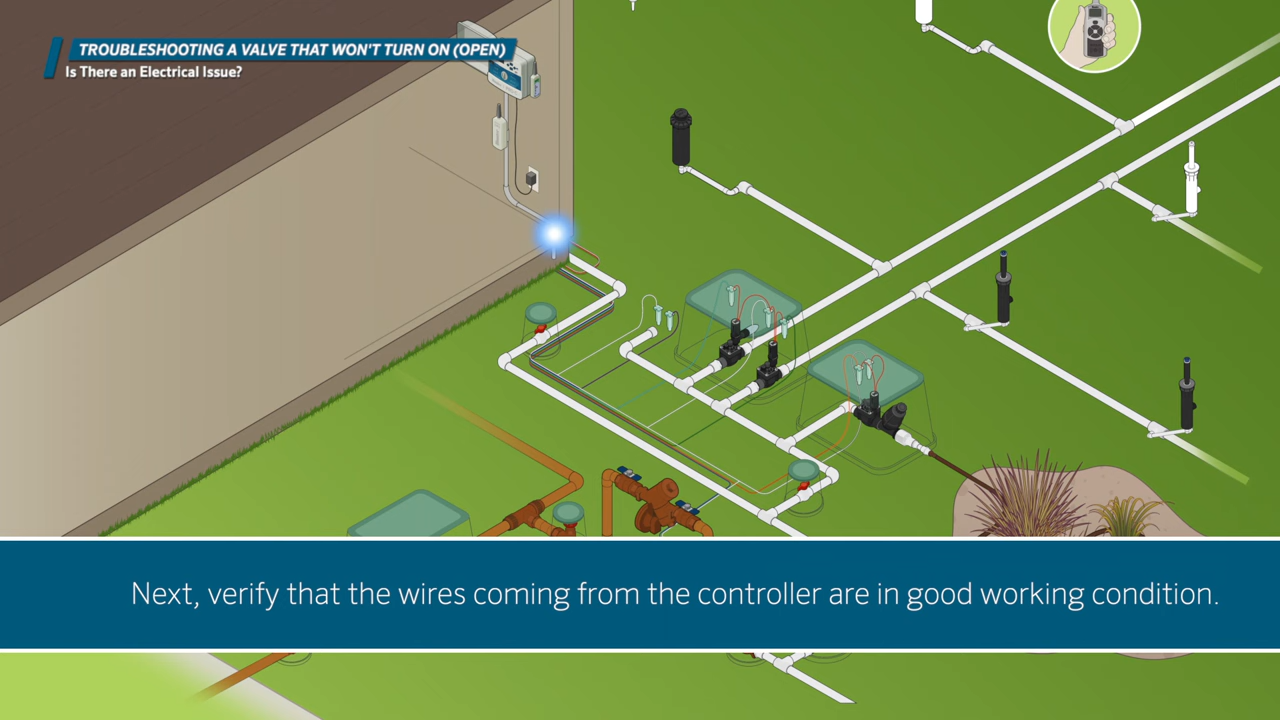 TROUBLESHOOTING A VALVE THAT WON'T TURN ON (OPEN)
Is There an Electrical Issue?
Next, verify that the wires coming from the controller are in good working condition.